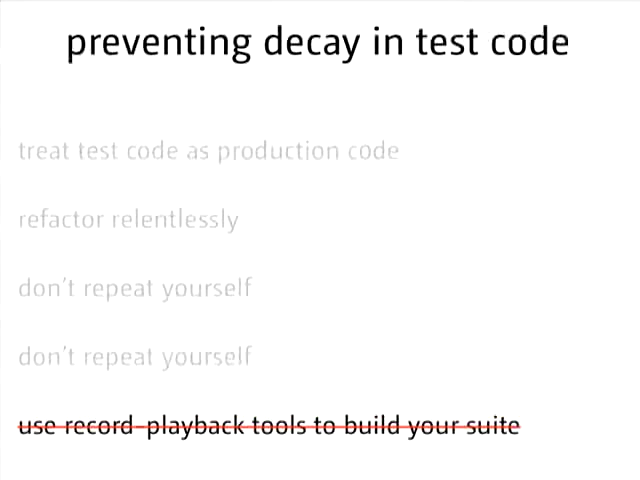 preventing decay in test code
treat test code as production code
refactor relentlessly
don't repeat yourself
don't repeat yourself
use record-playback tools to build your suite